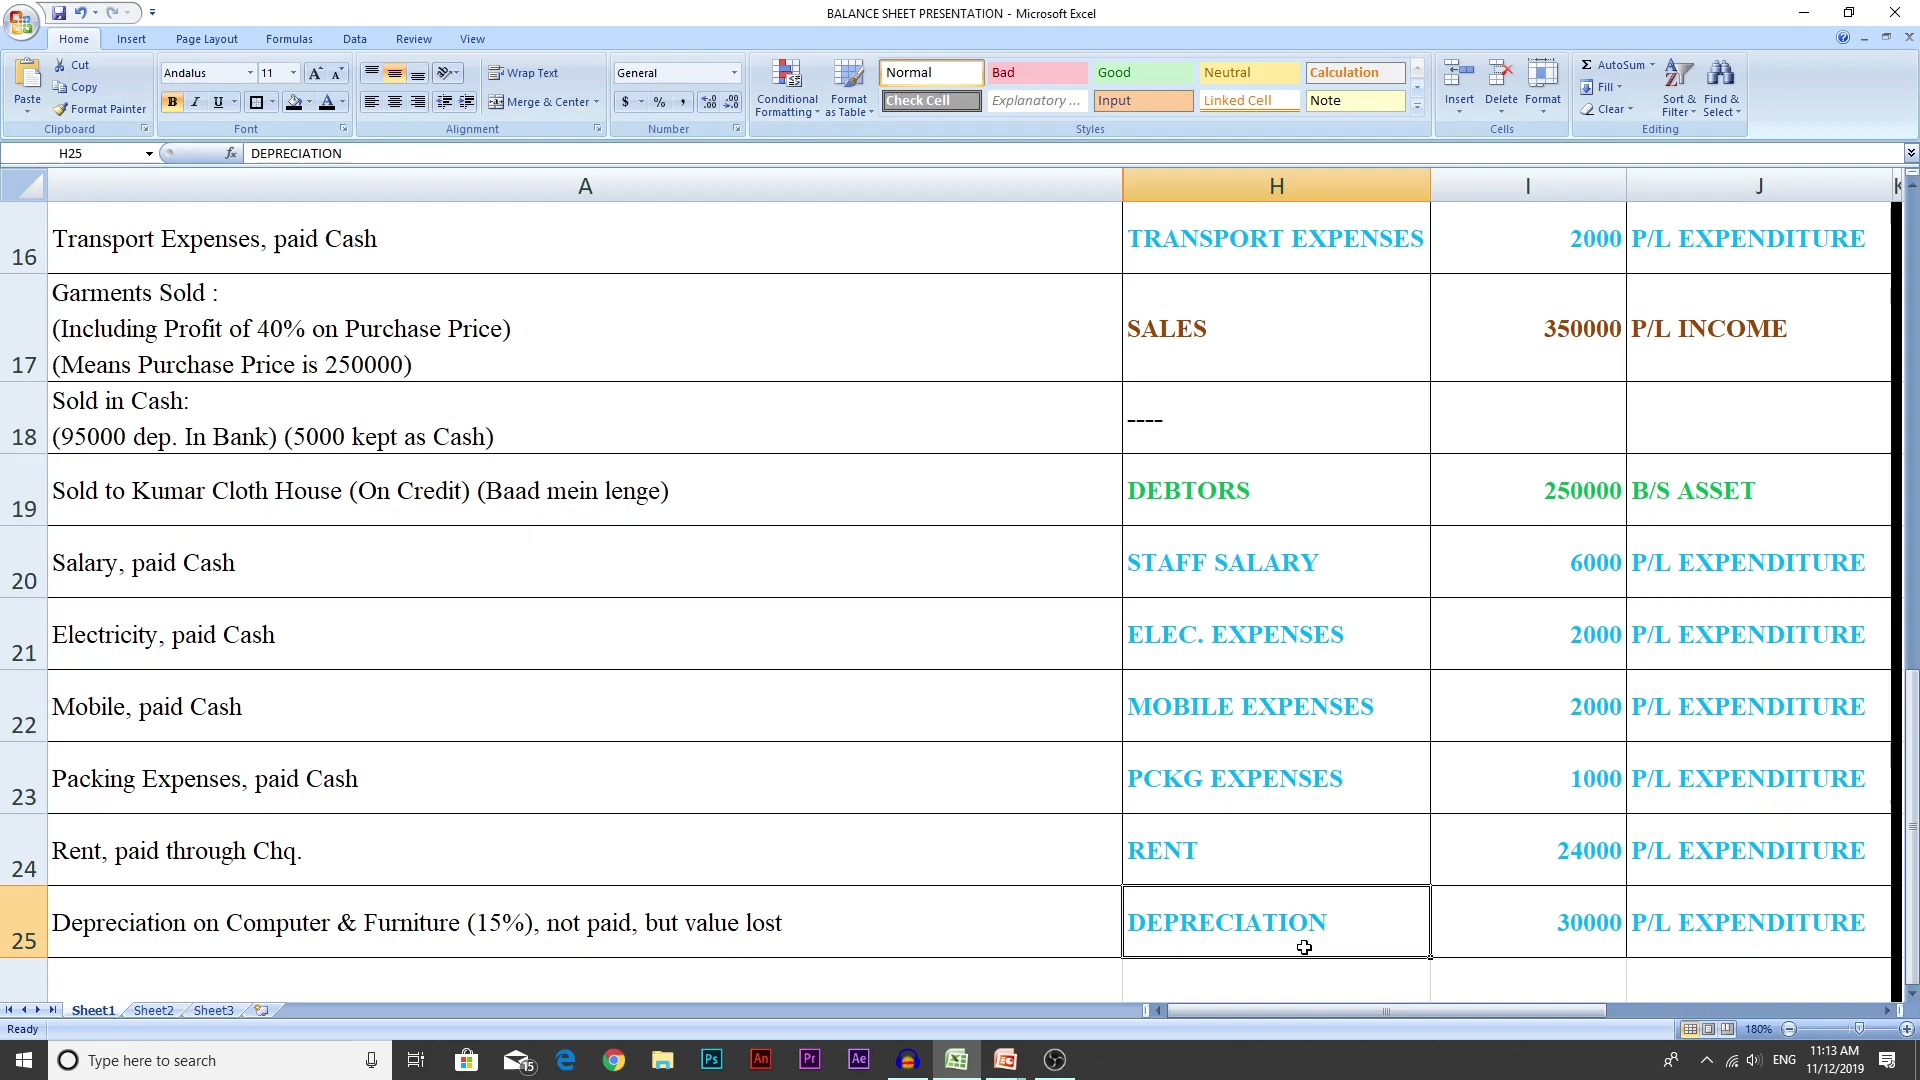 BALANCE SHEET PRESENTATION - Microsoft Excel
Home Insert Page Layout Formulas Data Review View
Paste
Cut
Copy
Format Painter
Clipboard
Andalus 11
B I U
Font
Wrap Text
Merge & Center
Alignment
General
$ % ,
Number
Conditional Formatting
Format as Table
Normal Bad Good Neutral Calculation
Check Cell Explanatory ... Input Linked Cell Note
Styles
Insert Delete Format
Cells
AutoSum
Fill
Clear
Sort & Filter
Find & Select
Editing
H25 fx DEPRECIATION
A H I J K
16 Transport Expenses, paid Cash TRANSPORT EXPENSES 2000 P/L EXPENDITURE
Garments Sold :
(Including Profit of 40% on Purchase Price) SALES 350000 P/L INCOME
17 (Means Purchase Price is 250000)
Sold in Cash:
18 (95000 dep. In Bank) (5000 kept as Cash) ----
19 Sold to Kumar Cloth House (On Credit) (Baad mein lenge) DEBTORS 250000 B/S ASSET
20 Salary, paid Cash STAFF SALARY 6000 P/L EXPENDITURE
21 Electricity, paid Cash ELEC. EXPENSES 2000 P/L EXPENDITURE
22 Mobile, paid Cash MOBILE EXPENSES 2000 P/L EXPENDITURE
23 Packing Expenses, paid Cash PCKG EXPENSES 1000 P/L EXPENDITURE
24 Rent, paid through Chq. RENT 24000 P/L EXPENDITURE
25 Depreciation on Computer & Furniture (15%), not paid, but value lost DEPRECIATION 30000 P/L EXPENDITURE
Sheet1 Sheet2 Sheet3
Ready 180%
Type here to search 15 Ps An Pr Ae ENG 11:13 AM
11/12/2019